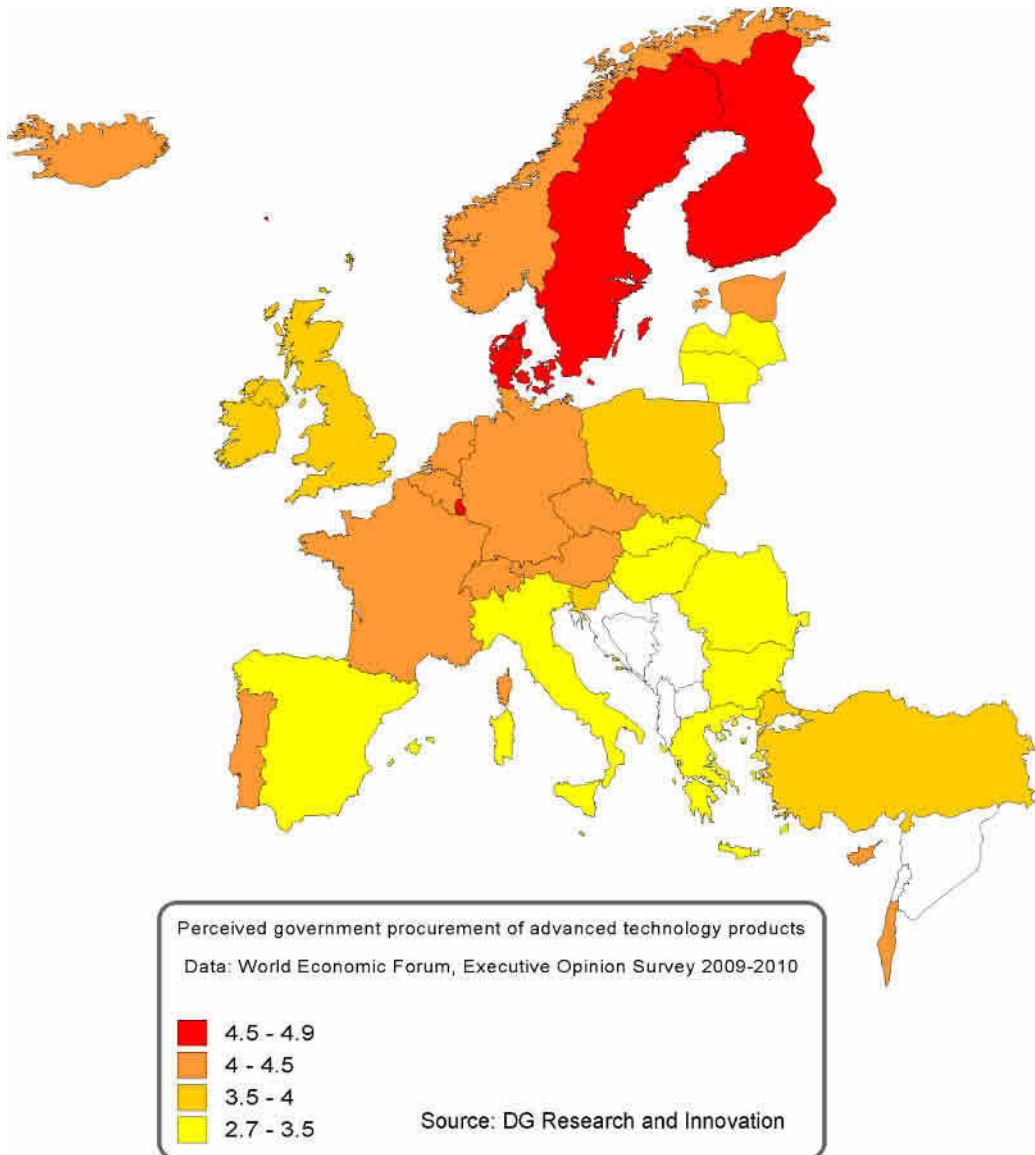 Perceived government procurement of advanced technology products
Data: World Economic Forum, Executive Opinion Survey 2009-2010
4.5 - 4.9
4 - 4.5
3.5 - 4
2.7 - 3.5
Source: DG Research and Innovation